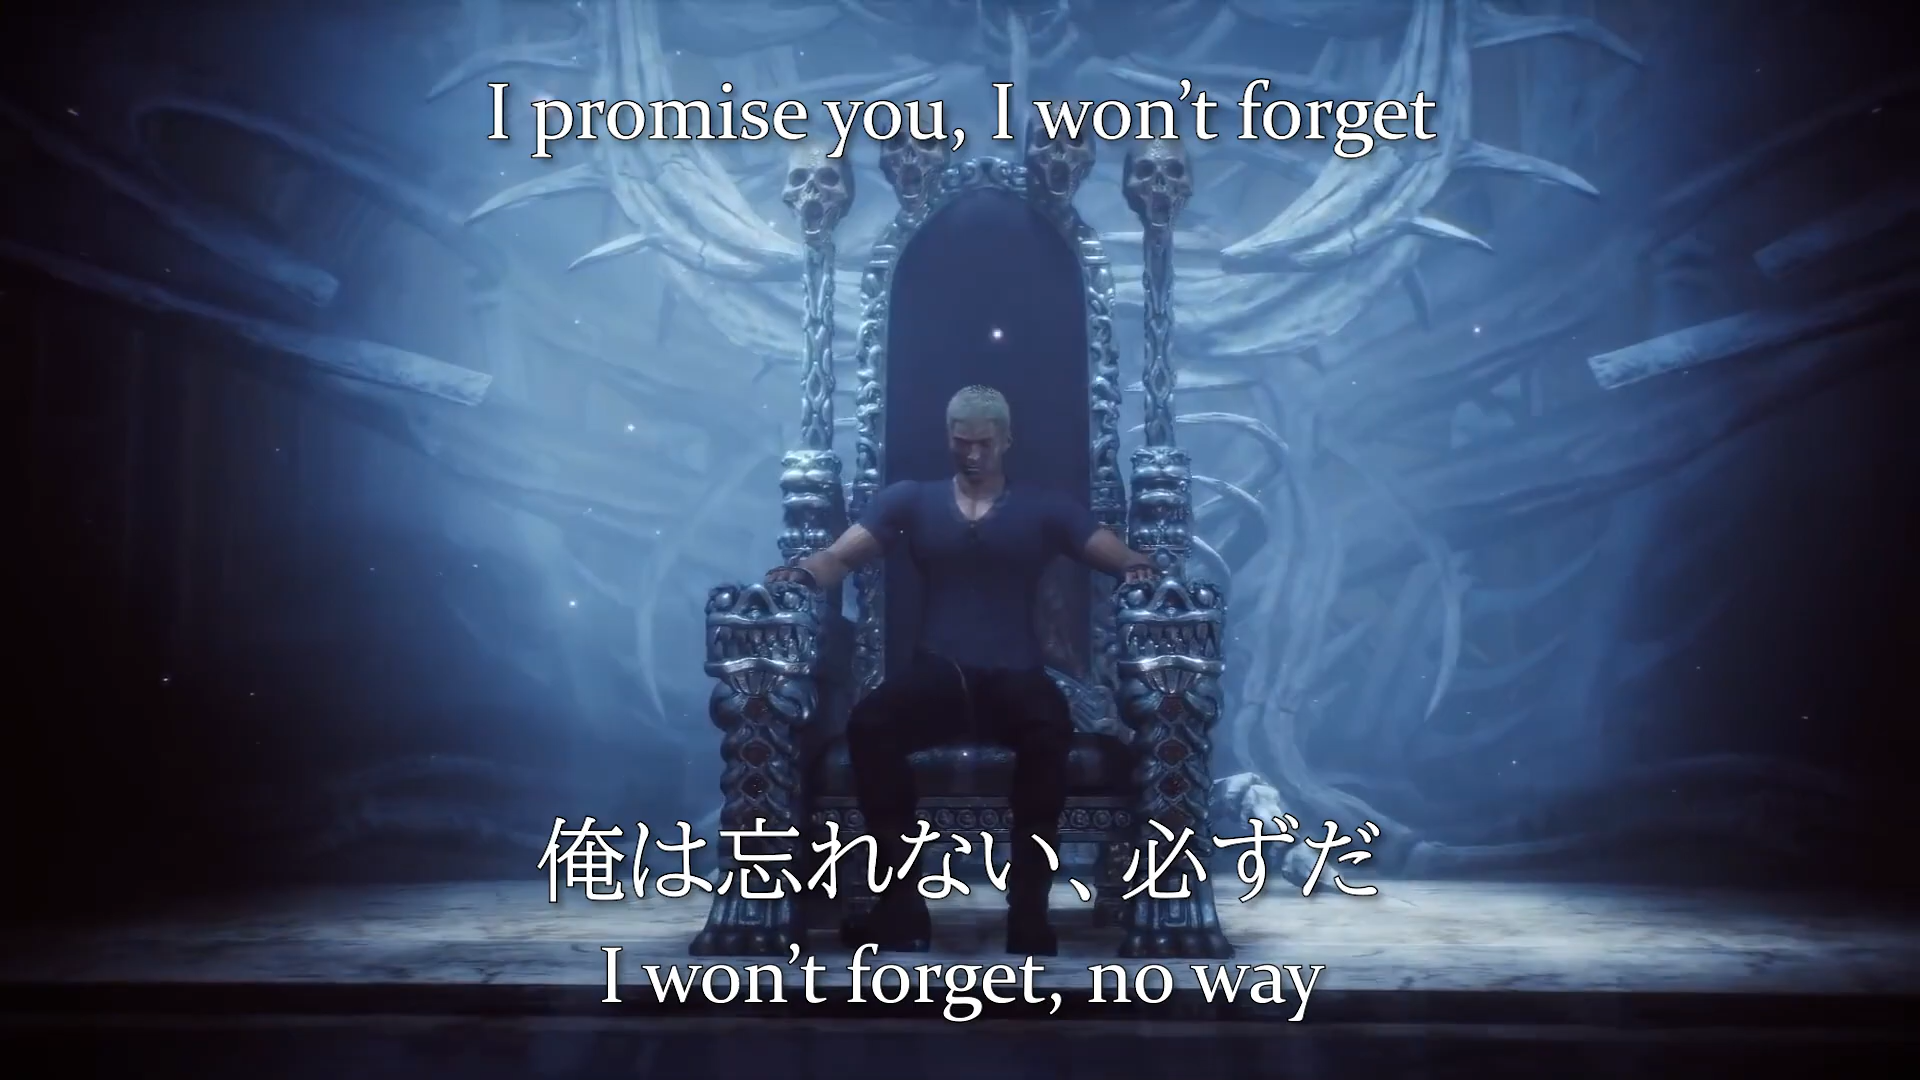 I promise you, I won’t forget
俺は忘れない、必ずだ
I won’t forget, no way